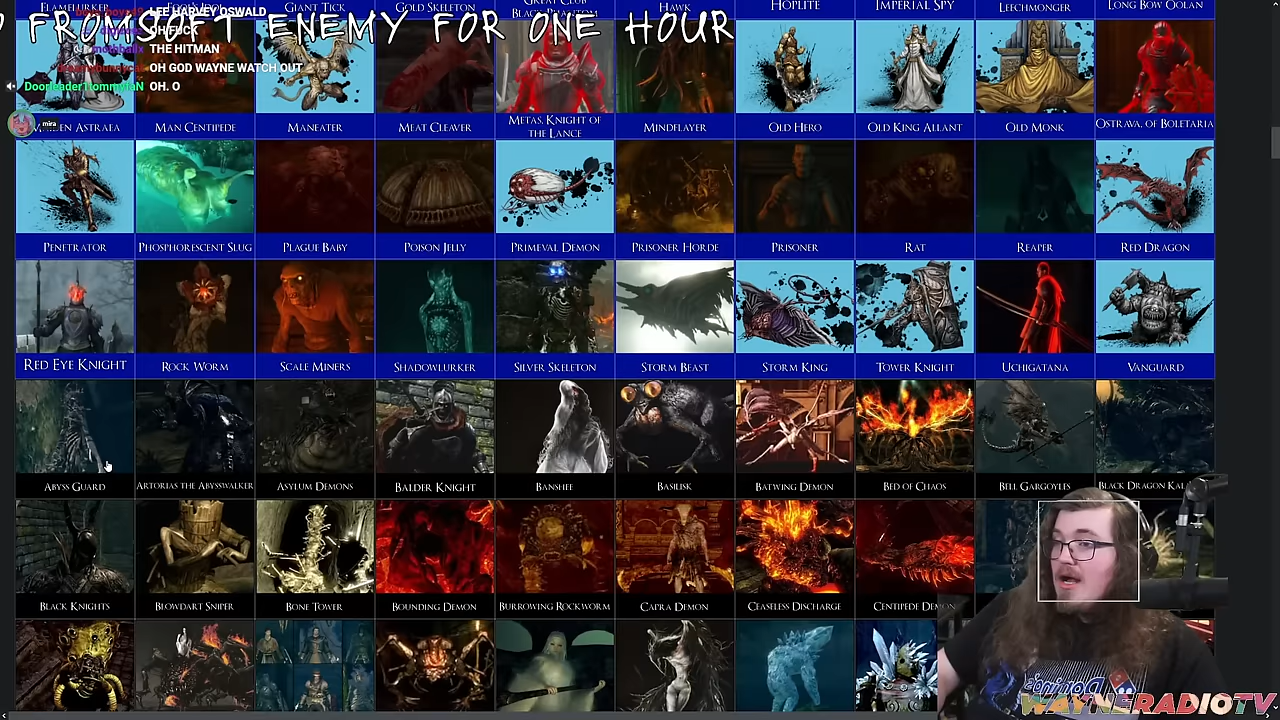 GIANT TICK
GOLD SKELETON
BLACK PHANTOM
HAWK
HOPLITE
IMPERIAL SPY
LEECHMONGER
LONG BOW OOLAN
FROMSOFT ENEMY FOR ONE HOUR
LEE HARVEY OSWALD
OH FUCK
THE HITMAN
OH GOD WAYNE WATCH OUT
OH. O
mira
MAN CENTIPEDE
MANEATER
MEAT CLEAVER
METAS, KNIGHT OF
THE LANCE
MINDFLAYER
OLD HERO
OLD KING ALLANT
OLD MONK
OSTRAVA, OF BOLETARIA
PENETRATOR
PHOSPHORESCENT SLUG
PLAGUE BABY
POISON JELLY
PRIMEVAL DEMON
PRISONER HORDE
PRISONER
RAT
REAPER
RED DRAGON
RED EYE KNIGHT
ROCK WORM
SCALE MINERS
SHADOWLURKER
SILVER SKELETON
STORM BEAST
STORM KING
TOWER KNIGHT
UCHIGATANA
VANGUARD
ABYSS GUARD
ARTORIAS THE ABYSSWALKER
ASYLUM DEMONS
BALDER KNIGHT
BANSHEE
BASILISK
BATWING DEMON
BED OF CHAOS
BELL GARGOYLES
BLACK DRAGON
BLACK KNIGHTS
BLOWDART SNIPER
BONE TOWER
BOUNDING DEMON
BURROWING ROCKWORM
CAPRA DEMON
CEASELESS DISCHARGE
CENTIPEDE DEMON
WAYNERADIOTV